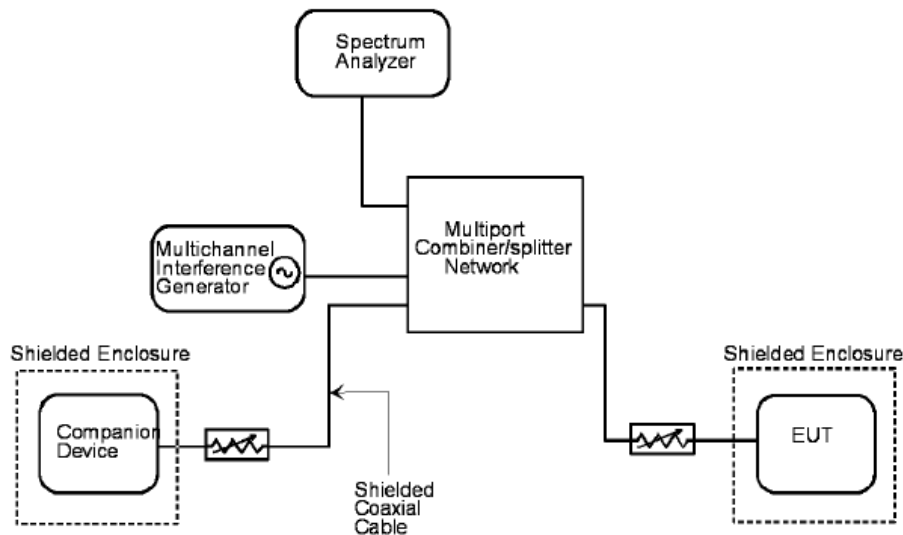 Spectrum
Analyzer
Multiport
Combiner/splitter
Network
Multichannel
Interference
Generator
Shielded Enclosure
Shielded Enclosure
Companion
Device
EUT
Shielded
Coaxial
Cable